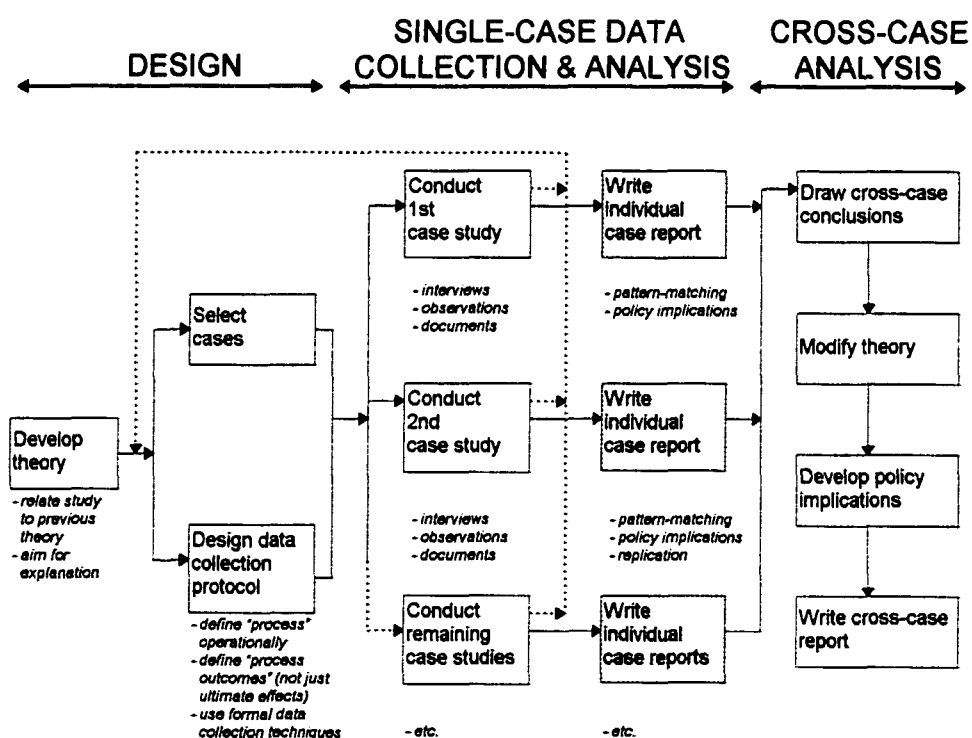 DESIGN
SINGLE-CASE DATA
COLLECTION & ANALYSIS
CROSS-CASE
ANALYSIS
Develop
theory
- relate study
to previous
theory
- aim for
explanation
Select
cases
Design data
collection
protocol
- define "process"
operationally
- define "process
outcomes" (not just
ultimate effects)
- use formal data
collection techniques
Conduct
1st
case study
- interviews
- observations
- documents
Conduct
2nd
case study
- interviews
- observations
- documents
Conduct
remaining
case studies
- etc.
Write
individual
case report
- pattern-matching
- policy implications
Write
individual
case report
- pattern-matching
- policy implications
- replication
Write
individual
case reports
- etc.
Draw cross-case
conclusions
Modify theory
Develop policy
implications
Write cross-case
report